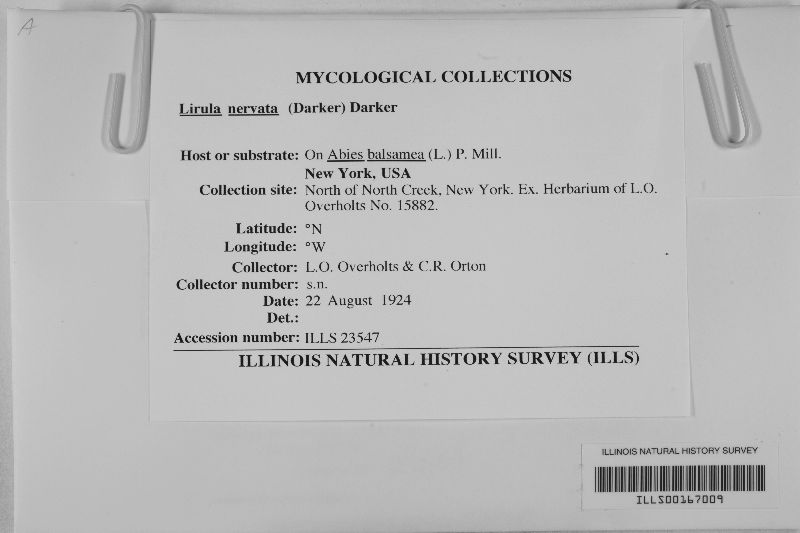 A
MYCOLOGICAL COLLECTIONS
Lirula nervata (Darker) Darker
Host or substrate: On Abies balsamea (L.) P. Mill.
New York, USA
Collection site: North of North Creek, New York. Ex. Herbarium of L.O.
Overholts No. 15882.
Latitude: °N
Longitude: °W
Collector: L.O. Overholts & C.R. Orton
Collector number: s.n.
Date: 22 August 1924
Det.:
Accession number: ILLS 23547
ILLINOIS NATURAL HISTORY SURVEY (ILLS)
ILLINOIS NATURAL HISTORY SURVEY
ILLS00167009